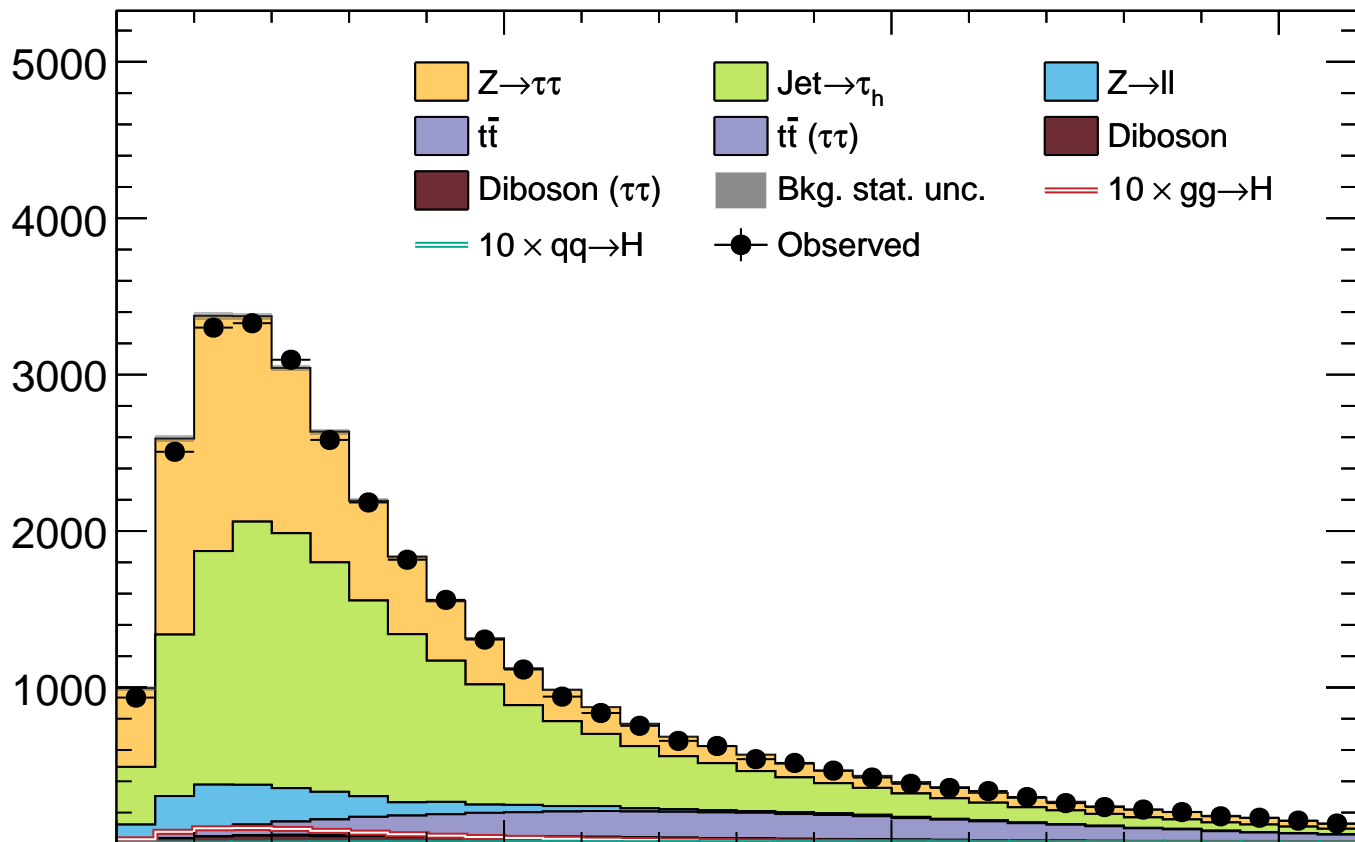 5000
Z→ττ Jet→τh Z→ll
tt̄ tt̄ (ττ) Diboson
4000
Diboson (ττ) Bkg. stat. unc. 10 × gg→H
10 × qq→H Observed
3000
2000
1000